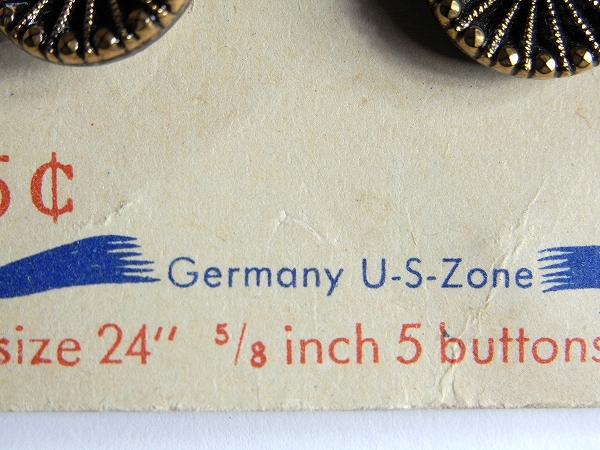 5¢
Germany U-S-Zone
size 24" 5/8 inch 5 buttons